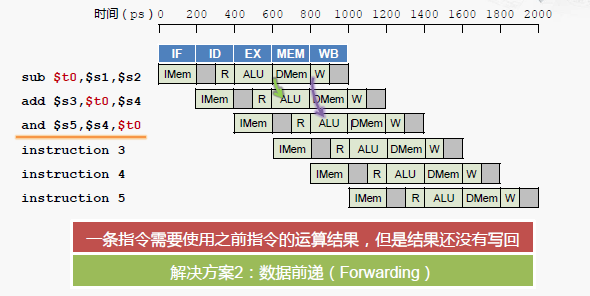 时间（ps） 0 200 400 600 800 1000 1200 1400 1600 1800 2000
IF ID EX MEM WB
sub $t0,$s1,$s2 IMem R ALU DMem W
add $s3,$t0,$s4 IMem R ALU DMem W
and $s5,$s4,$t0 IMem R ALU DMem W
instruction 3 IMem R ALU DMem W
instruction 4 IMem R ALU DMem W
instruction 5 IMem R ALU DMem W
一条指令需要使用之前指令的运算结果，但是结果还没有写回
解决方案2：数据前递（Forwarding）